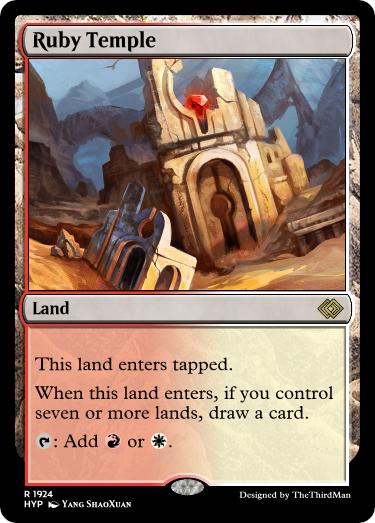 Ruby Temple
Land
This land enters tapped.
When this land enters, if you control
seven or more lands, draw a card.
: Add or .
R 1924
HYP Yang ShaoXuan
Designed by TheThirdMan